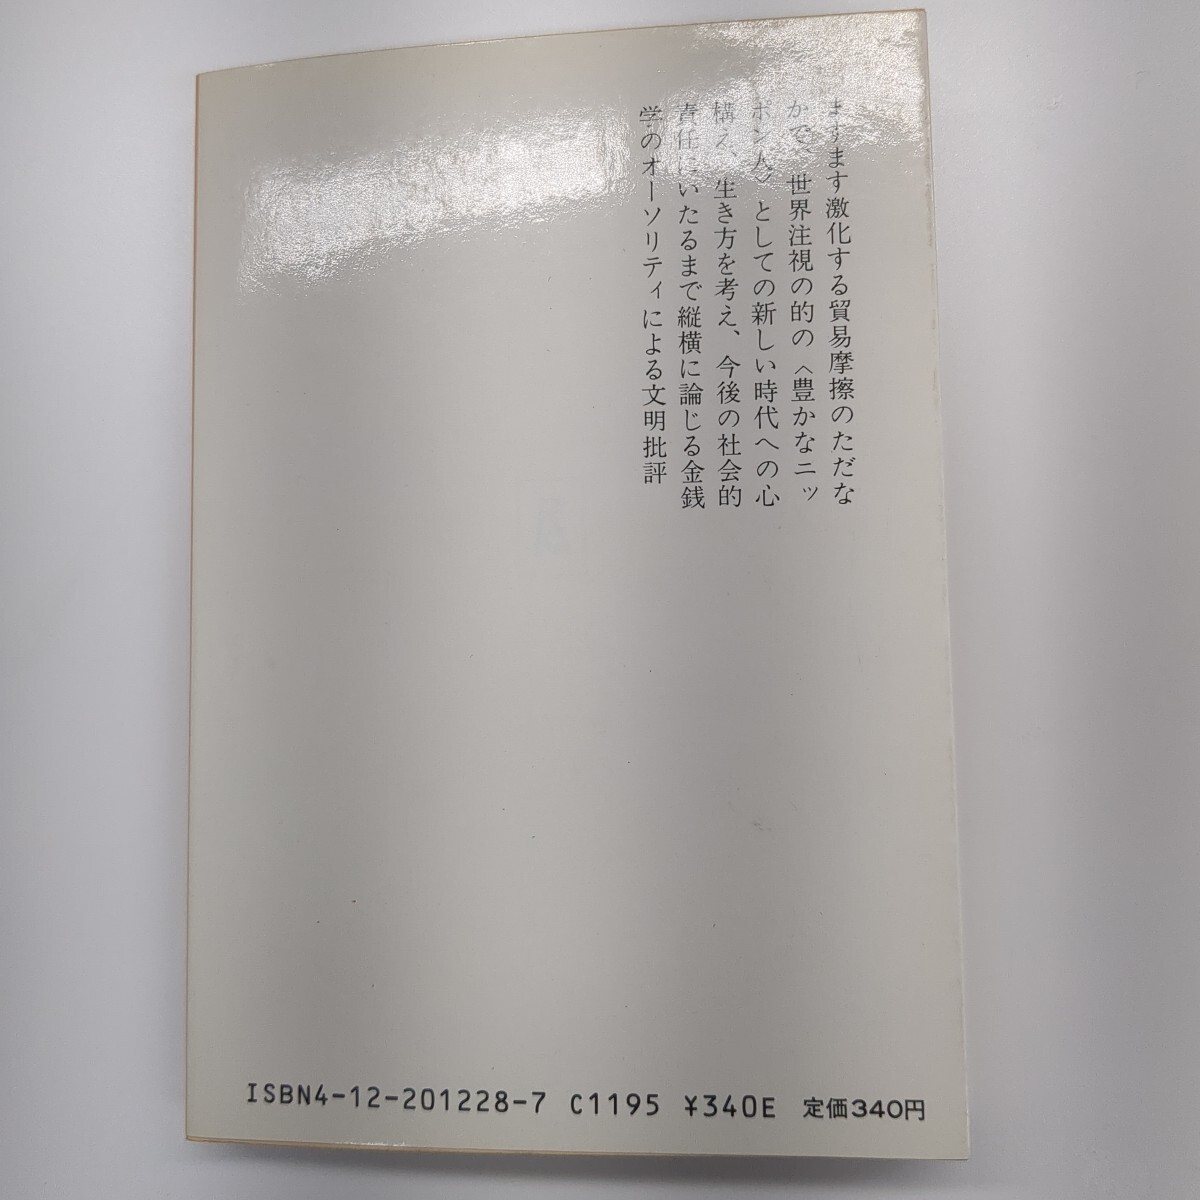 ますます激化する貿易摩擦のただな
かで、世界注視の的の〈豊かなニッ
ポン人〉としての新しい時代への心
構え、生き方を考え、今後の社会的
責任にいたるまで縦横に論じる金銭
学のオーソリティによる文明批評
ISBN4-12-201228-7 C1195 ¥340E 定価340円